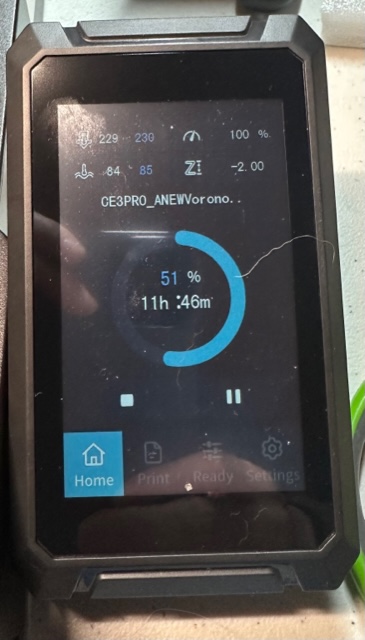 229 230 100 %
84 85 Z -2.00
CE3PRO_ANEWVorono..
51 %
11h :46m
Home Print Ready Settings